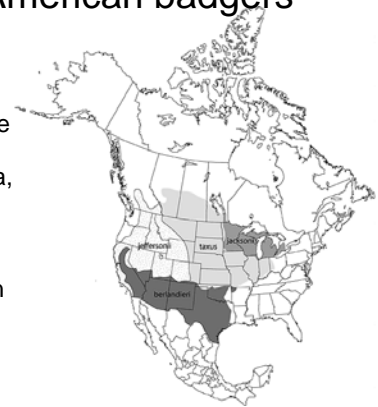 American badgers
e
a,
n
jeffersonii
taxus
jacksoni
berlandieri